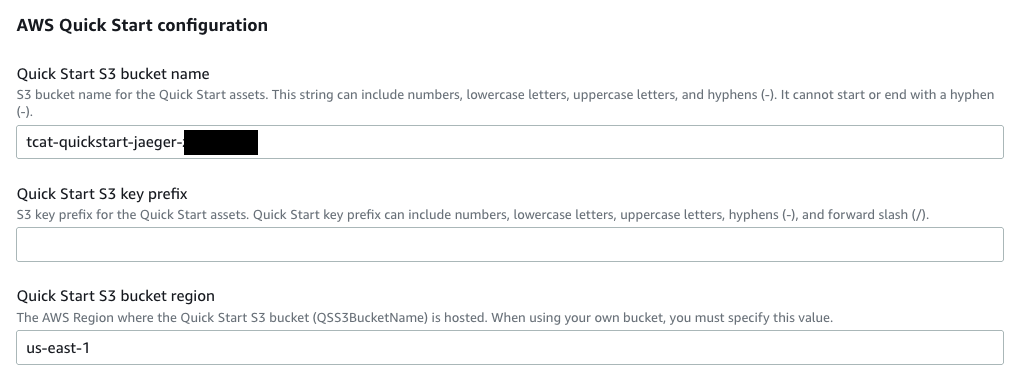 AWS Quick Start configuration
Quick Start S3 bucket name
S3 bucket name for the Quick Start assets. This string can include numbers, lowercase letters, uppercase letters, and hyphens (-). It cannot start or end with a hyphen
(-).
tcat-quickstart-jaeger-
Quick Start S3 key prefix
S3 key prefix for the Quick Start assets. Quick Start key prefix can include numbers, lowercase letters, uppercase letters, hyphens (-), and forward slash (/).
Quick Start S3 bucket region
The AWS Region where the Quick Start S3 bucket (QSS3BucketName) is hosted. When using your own bucket, you must specify this value.
us-east-1